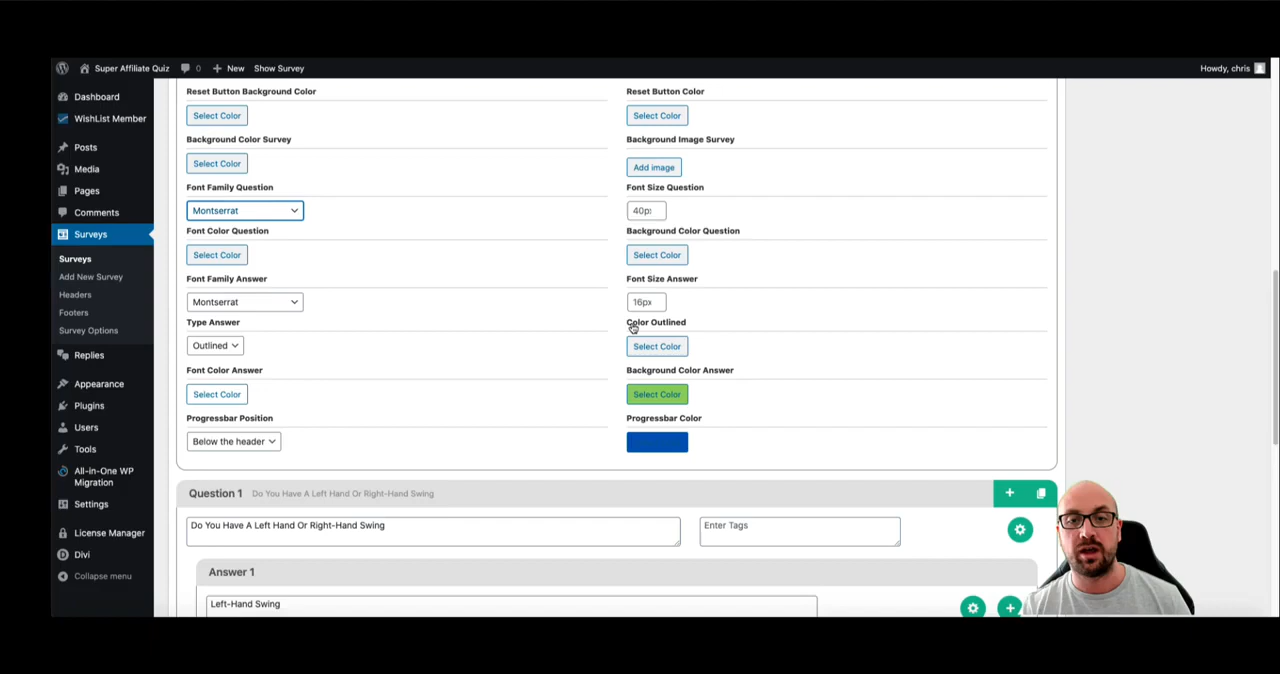 Super Affiliate Quiz 0 New Show Survey Howdy, chris
Dashboard
WishList Member
Posts
Media
Pages
Comments
Surveys
Surveys
Add New Survey
Headers
Footers
Survey Options
Replies
Appearance
Plugins
Users
Tools
All-in-One WP
Migration
Settings
License Manager
Divi
Collapse menu
Reset Button Background Color
Select Color
Reset Button Color
Select Color
Background Color Survey
Select Color
Background Image Survey
Add image
Font Family Question
Montserrat
Font Size Question
40px
Font Color Question
Select Color
Background Color Question
Select Color
Font Family Answer
Montserrat
Font Size Answer
16px
Type Answer
Outlined
Color Outlined
Select Color
Font Color Answer
Select Color
Background Color Answer
Select Color
Progressbar Position
Below the header
Progressbar Color
Question 1 Do You Have A Left Hand Or Right-Hand Swing
Do You Have A Left Hand Or Right-Hand Swing
Enter Tags
Answer 1
Left-Hand Swing